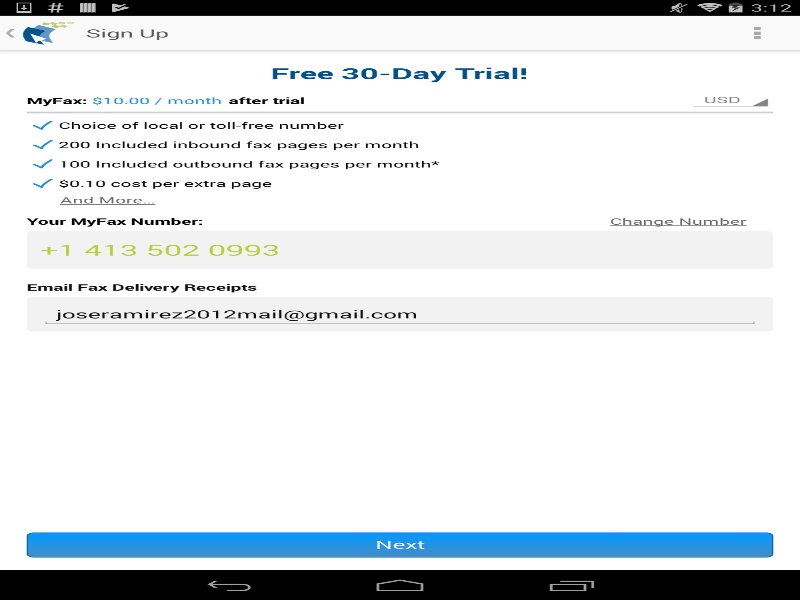 3:12
Sign Up
Free 30-Day Trial!
MyFax: $10.00 / month after trial
USD
Choice of local or toll-free number
200 Included inbound fax pages per month
100 Included outbound fax pages per month*
$0.10 cost per extra page
And More...
Your MyFax Number:
Change Number
+1 413 502 0993
Email Fax Delivery Receipts
joseramirez2012mail@gmail.com
Next